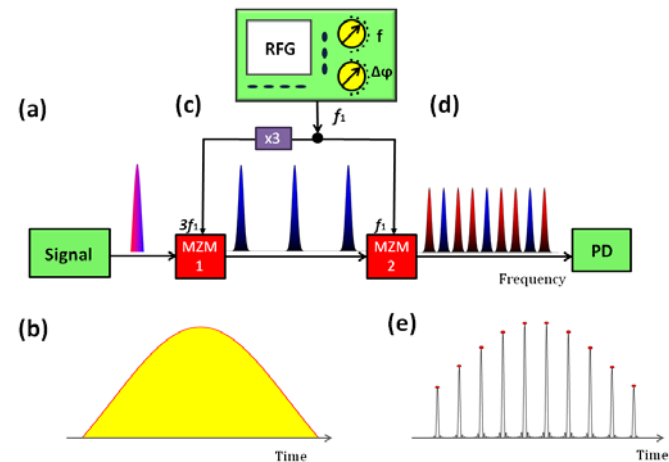 RFG
f
Δφ
(a)
(c)
(d)
f₁
x3
3f₁
f₁
Signal
MZM
1
MZM
2
PD
Frequency
(b)
(e)
Time
Time